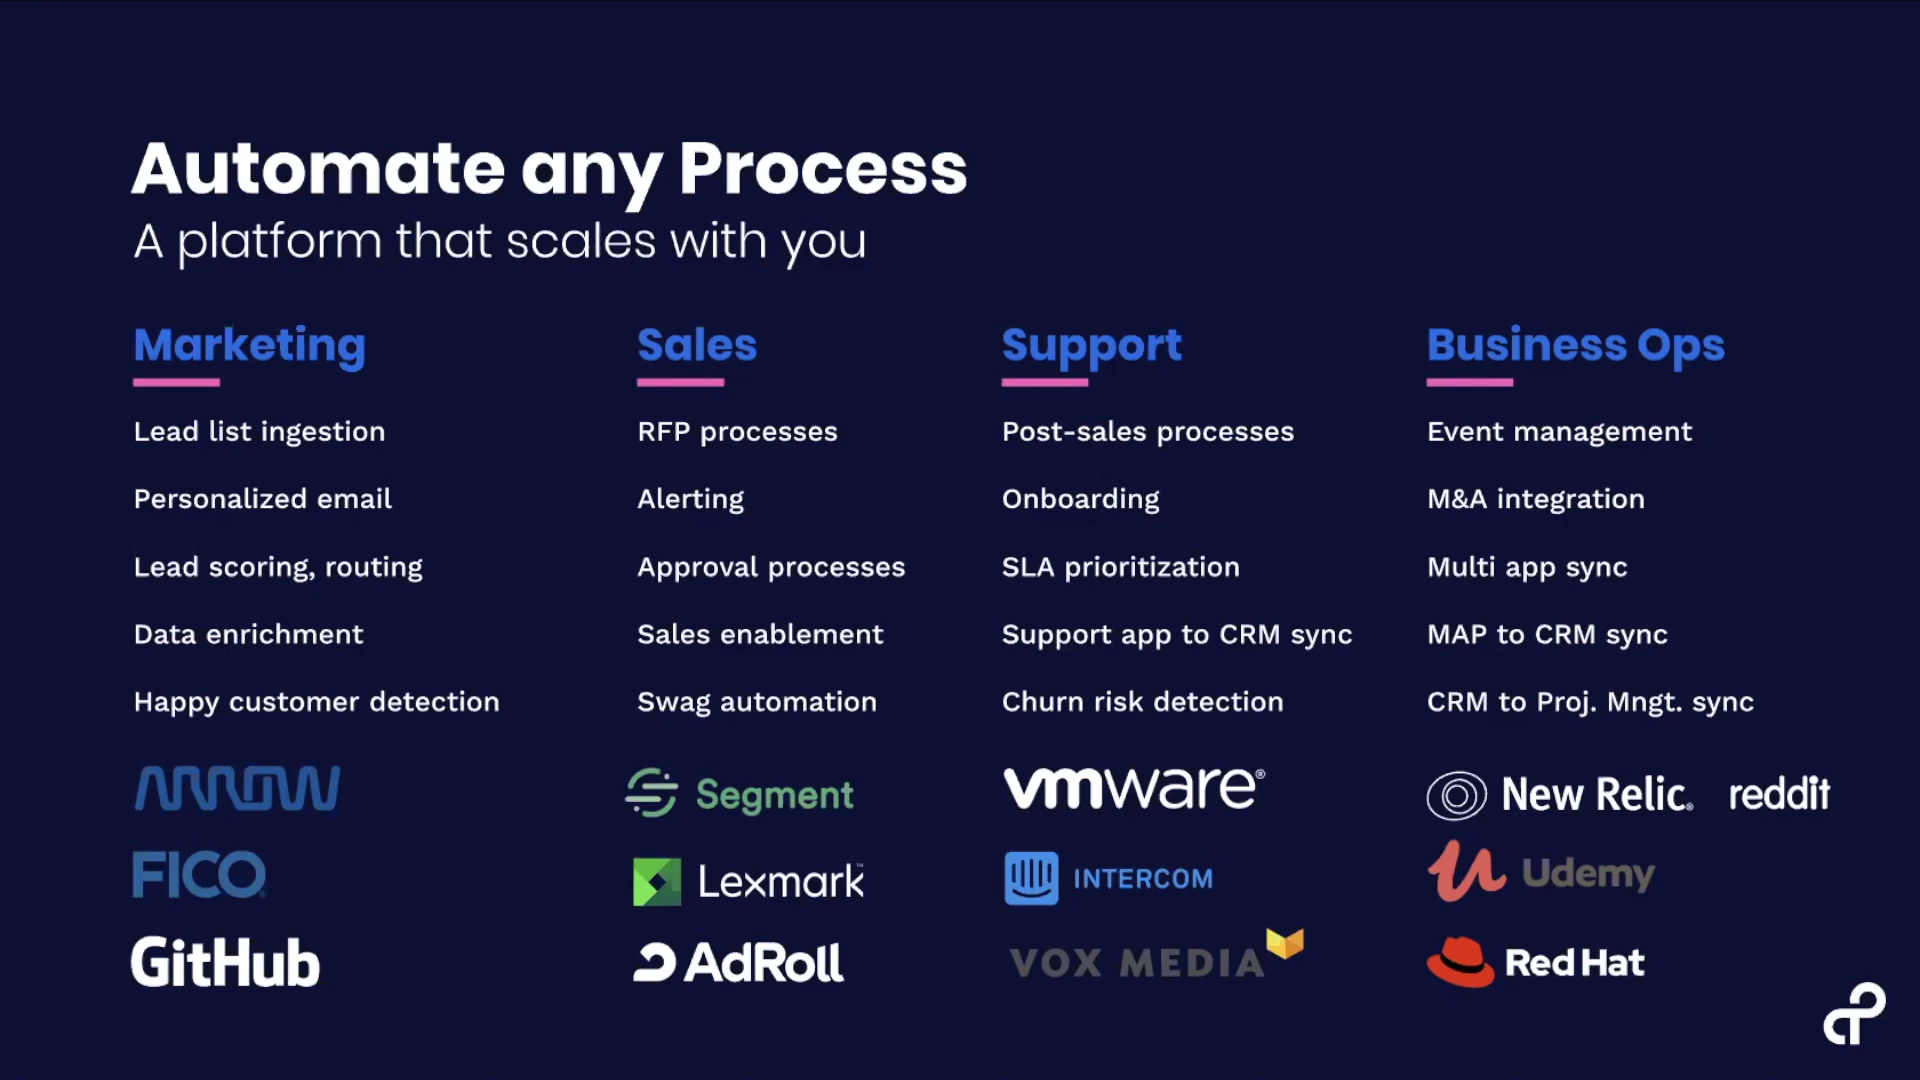 Automate any Process
A platform that scales with you
Marketing
Lead list ingestion
Personalized email
Lead scoring, routing
Data enrichment
Happy customer detection
ARROW
FICO®
GitHub
Sales
RFP processes
Alerting
Approval processes
Sales enablement
Swag automation
Segment
Lexmark™
AdRoll
Support
Post-sales processes
Onboarding
SLA prioritization
Support app to CRM sync
Churn risk detection
vmware®
INTERCOM
VOX MEDIA
Business Ops
Event management
M&A integration
Multi app sync
MAP to CRM sync
CRM to Proj. Mngt. sync
New Relic® reddit
Udemy
Red Hat